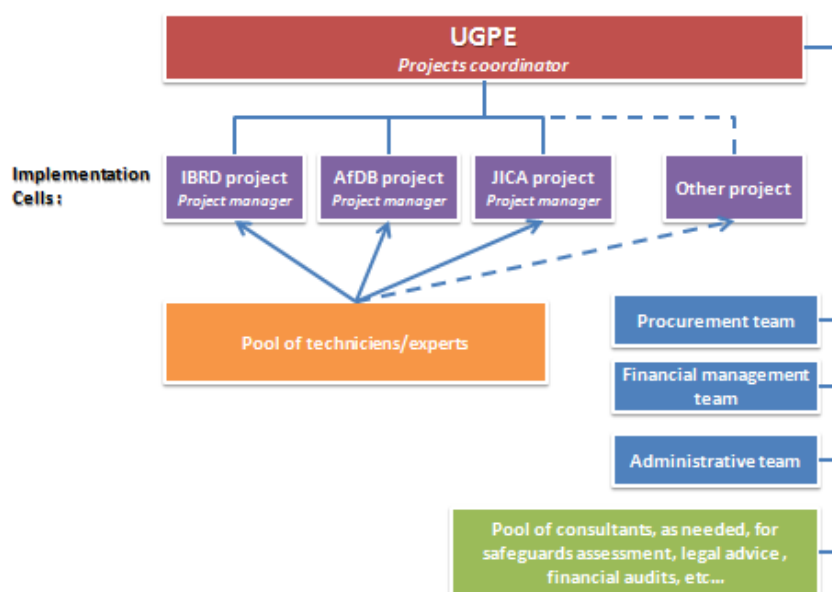 UGPE
Projects coordinator
Implementation
Cells :
IBRD project
Project manager
AfDB project
Project manager
JICA project
Project manager
Other project
Pool of techniciens/experts
Procurement team
Financial management
team
Administrative team
Pool of consultants, as needed, for
safeguards assessment, legal advice ,
financial audits, etc...